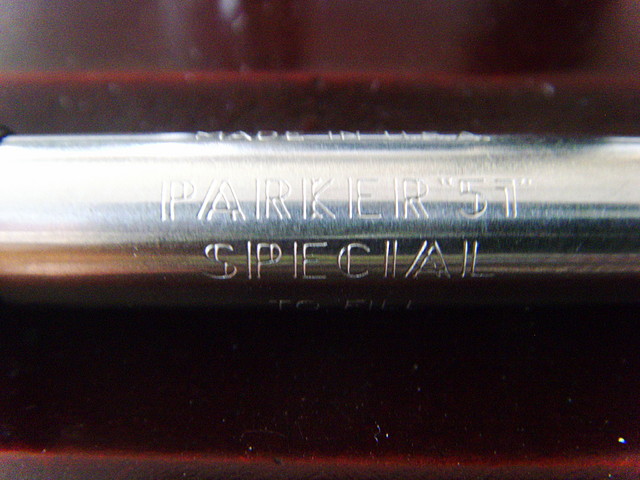 MADE IN U.S.A.
PARKER "51"
SPECIAL
TO FILL